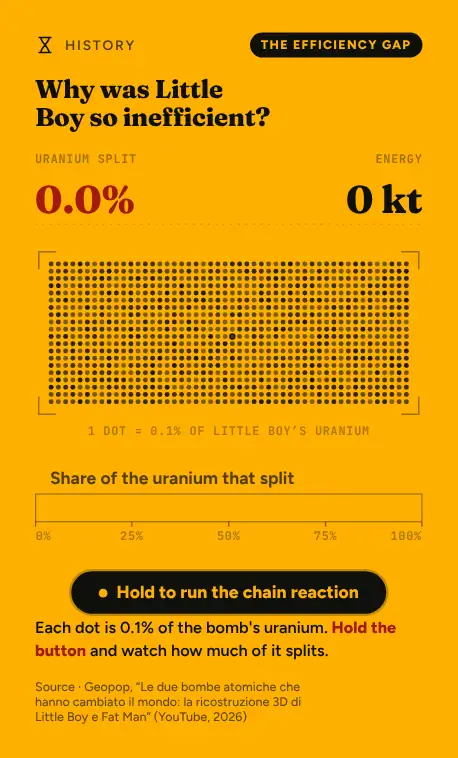 HISTORY
THE EFFICIENCY GAP
Why was Little
Boy so inefficient?
URANIUM SPLIT
ENERGY
0.0%
0 kt
1 DOT = 0.1% OF LITTLE BOY’S URANIUM
Share of the uranium that split
0% 25% 50% 75% 100%
Hold to run the chain reaction
Each dot is 0.1% of the bomb's uranium. Hold the
button and watch how much of it splits.
Source · Geopop, “Le due bombe atomiche che
hanno cambiato il mondo: la ricostruzione 3D di
Little Boy e Fat Man” (YouTube, 2026)